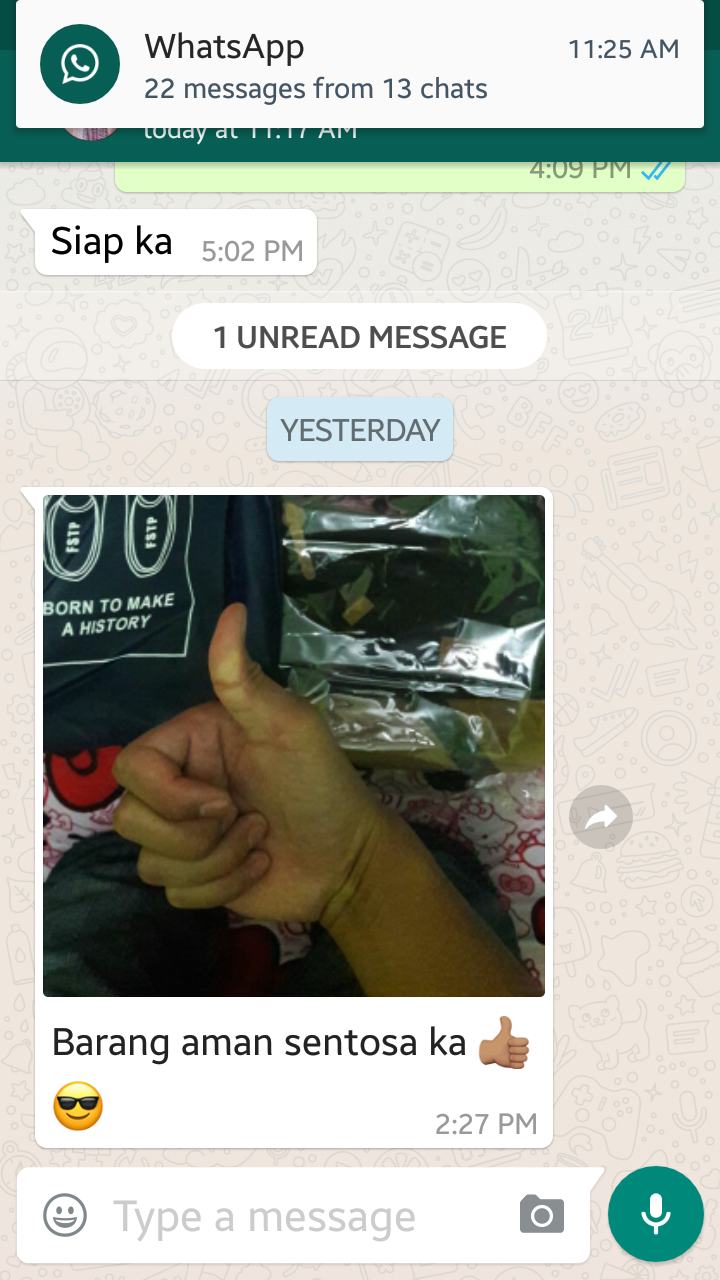 WhatsApp
11:25 AM
22 messages from 13 chats
today at 11:17 AM
4:09 PM
Siap ka
5:02 PM
1 UNREAD MESSAGE
YESTERDAY
FSTP
FSTP
BORN TO MAKE
A HISTORY
Barang aman sentosa ka 👍🏽
😎
2:27 PM
Type a message